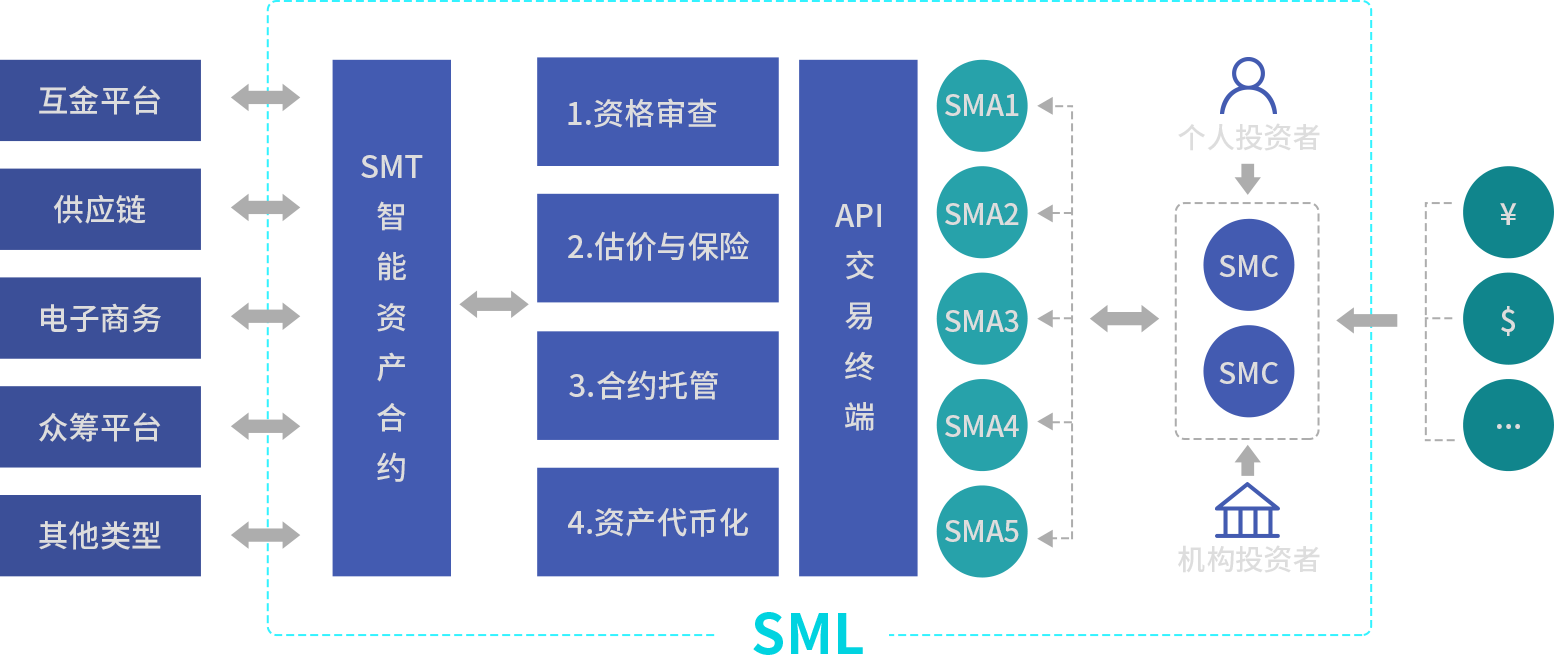 互金平台
供应链
电子商务
众筹平台
其他类型
SMT
智
能
资
产
合
约
1.资格审查
2.估价与保险
3.合约托管
4.资产代币化
API
交
易
终
端
SMA1
SMA2
SMA3
SMA4
SMA5
个人投资者
SMC
SMC
机构投资者
¥
$
...
SML